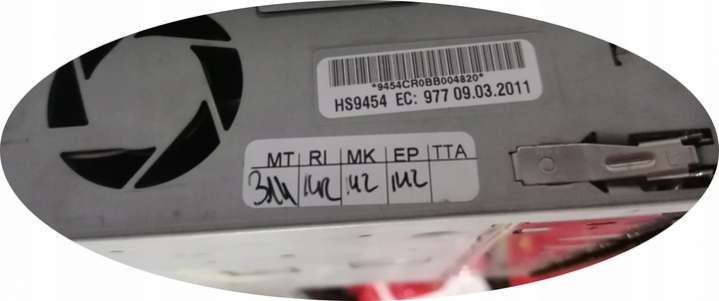 *9454CR0BB004820*
HS9454 EC: 977 09.03.2011
MT RI MK EP TTA